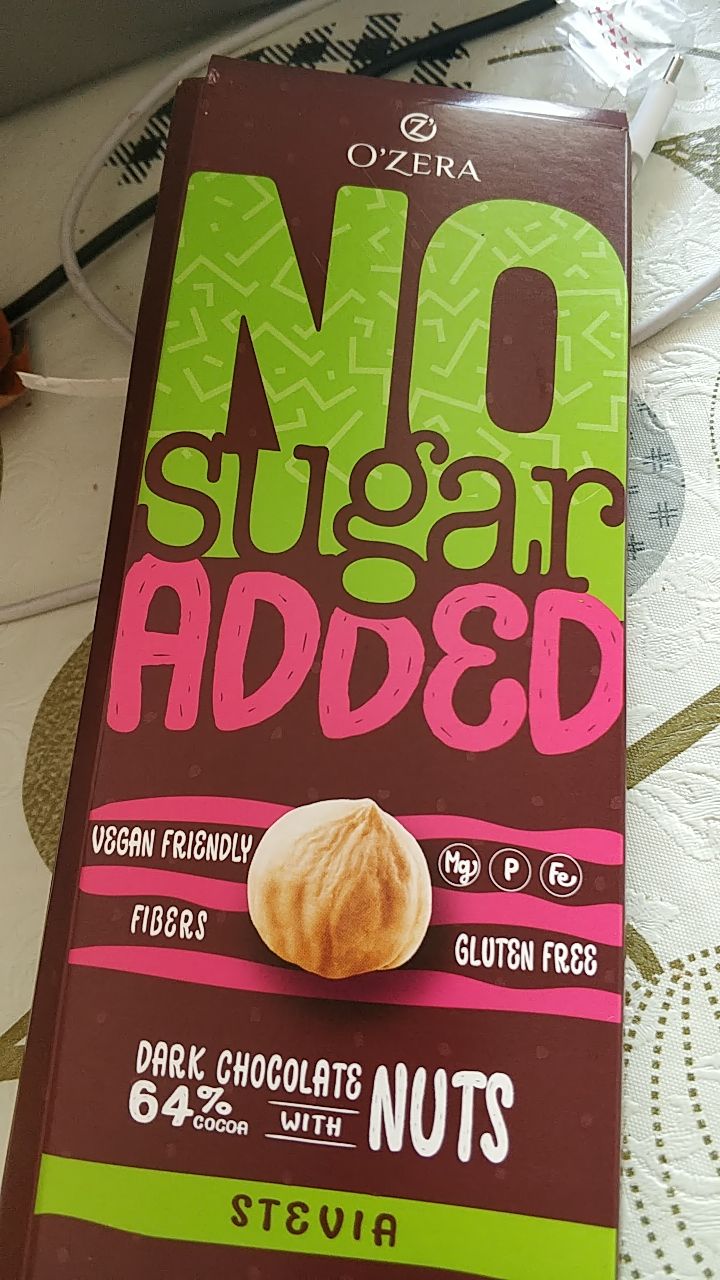 O'ZERA
NO
sugar
ADDED
VEGAN FRIENDLY
Mg P Fe
FIBERS
GLUTEN FREE
DARK CHOCOLATE
64% COCOA
WITH
NUTS
STEVIA